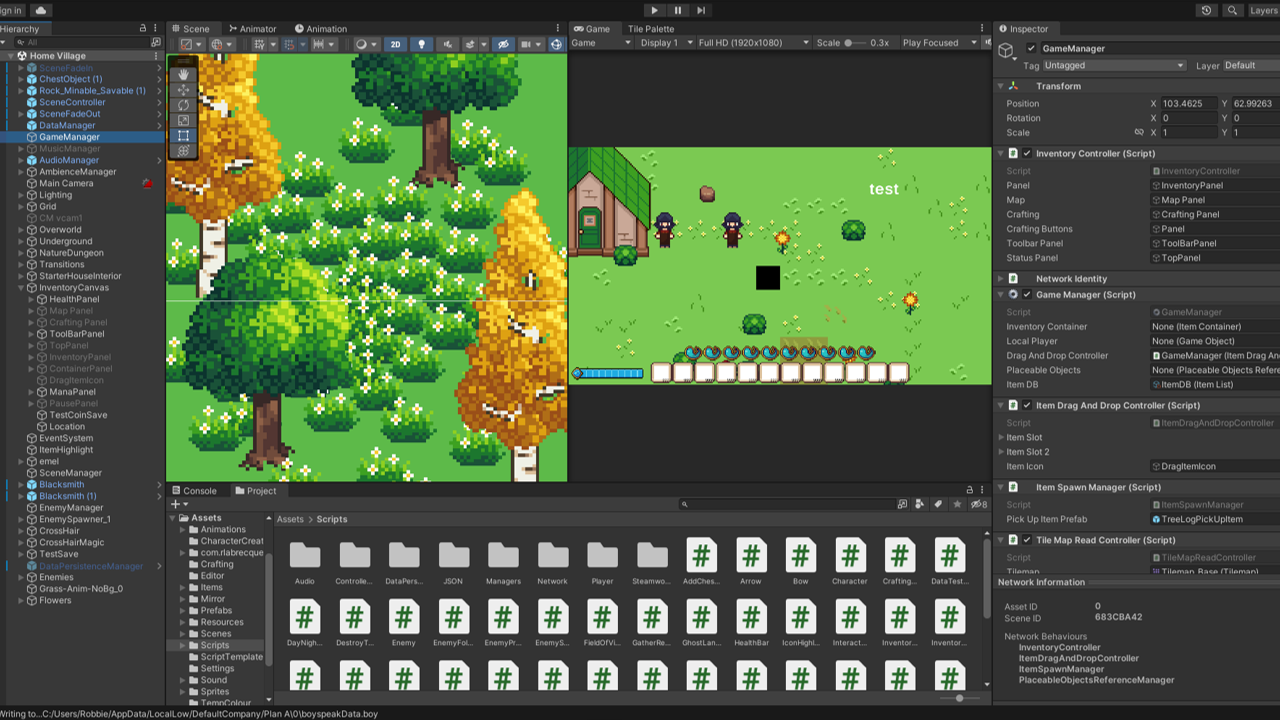 ign in
Layers
Hierarchy
All
Home Village
SceneFadeIn
ChestObject (1)
Rock_Minable_Savable (1)
SceneController
SceneFadeOut
DataManager
GameManager
MusicManager
AudioManager
AmbienceManager
Main Camera
Lighting
Grid
CM vcam1
Overworld
Underground
NatureDungeon
Transitions
StarterHouseInterior
InventoryCanvas
HealthPanel
Map Panel
Crafting Panel
ToolBarPanel
TopPanel
InventoryPanel
ContainerPanel
DragItemIcon
ManaPanel
PausePanel
TestCoinSave
Location
EventSystem
ItemHighlight
emel
SceneManager
Blacksmith
Blacksmith (1)
EnemyManager
EnemySpawner_1
CrossHair
CrossHairMagic
TestSave
DataPersistenceManager
Enemies
Grass-Anim-NoBg_0
Flowers
Scene Animator Animation
2D
Game Tile Palette
Game Display 1 Full HD (1920x1080) Scale 0.3x Play Focused
test
Console Project
8
Assets
Animations
CharacterCreat
com.rlabrecque
Crafting
Editor
Items
Mirror
Prefabs
Resources
Scenes
Scripts
ScriptTemplate
Settings
Sound
Sprites
TempColour
Assets > Scripts
Audio Controlle... DataPers... JSON Managers Network Player Steamwo... AddChes... Arrow Bow Character Crafting... DataTest...
DayNigh... DestroyT... Enemy EnemyFol... EnemyPr... EnemyS... FieldOfVi... GatherRe... GhostLan... HealthBar IconHighl... Interact... Inventor... Inventor...
Inspector
GameManager
Tag Untagged Layer Default
Transform
Position X 103.4625 Y 62.99263
Rotation X 0 Y 0
Scale X 1 Y 1
Inventory Controller (Script)
Script InventoryController
Panel InventoryPanel
Map Map Panel
Crafting Crafting Panel
Crafting Buttons Panel
Toolbar Panel ToolBarPanel
Status Panel TopPanel
Network Identity
Game Manager (Script)
Script GameManager
Inventory Container None (Item Container)
Local Player None (Game Object)
Drag And Drop Controller GameManager (Item Drag An
Placeable Objects None (Placeable Objects Refere
Item DB ItemDB (Item List)
Item Drag And Drop Controller (Script)
Script ItemDragAndDropController
Item Slot
Item Slot 2
Item Icon DragItemIcon
Item Spawn Manager (Script)
Script ItemSpawnManager
Pick Up Item Prefab TreeLogPickUpItem
Tile Map Read Controller (Script)
Script TileMapReadController
Tilemap Tilemap_Base (Tilemap)
Network Information
Asset ID 0
Scene ID 683CBA42
Network Behaviours
InventoryController
ItemDragAndDropController
ItemSpawnManager
PlaceableObjectsReferenceManager
Writing to...C:/Users/Robbie/AppData/LocalLow/DefaultCompany/Plan A\0\boyspeakData.boy